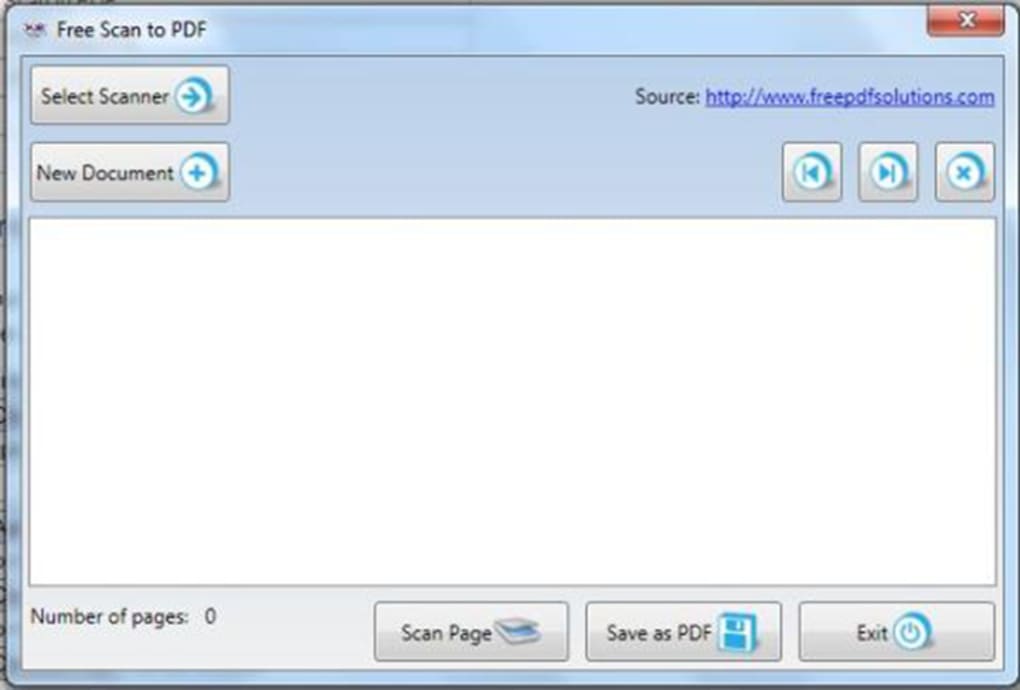 Free Scan to PDF
Select Scanner
Source: http://www.freepdfsolutions.com
New Document
Number of pages: 0
Scan Page
Save as PDF
Exit